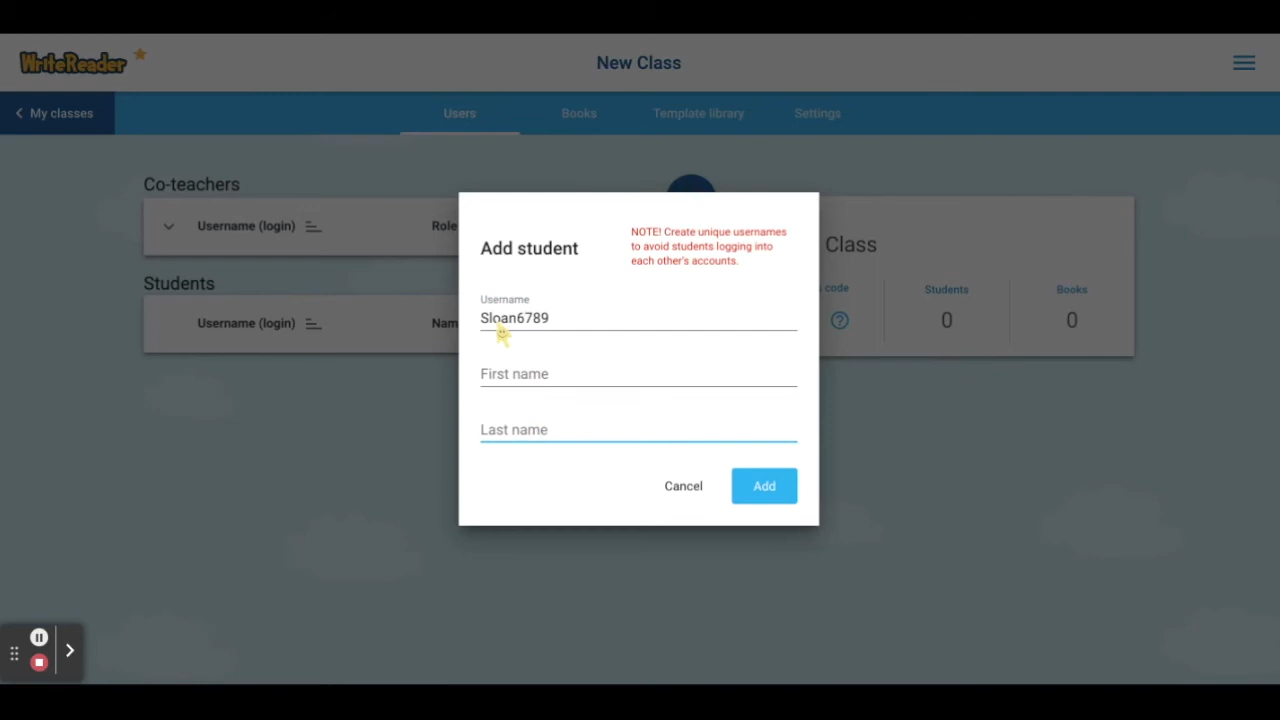 WriteReader
New Class
My classes
Users
Books
Template library
Settings
Co-teachers
Username (login)
Role
Students
Username (login)
Nam
Add student
NOTE! Create unique usernames
to avoid students logging into
each other's accounts.
Username
Sloan6789
First name
Last name
Cancel
Add
Class
code
Students
Books
?
0
0